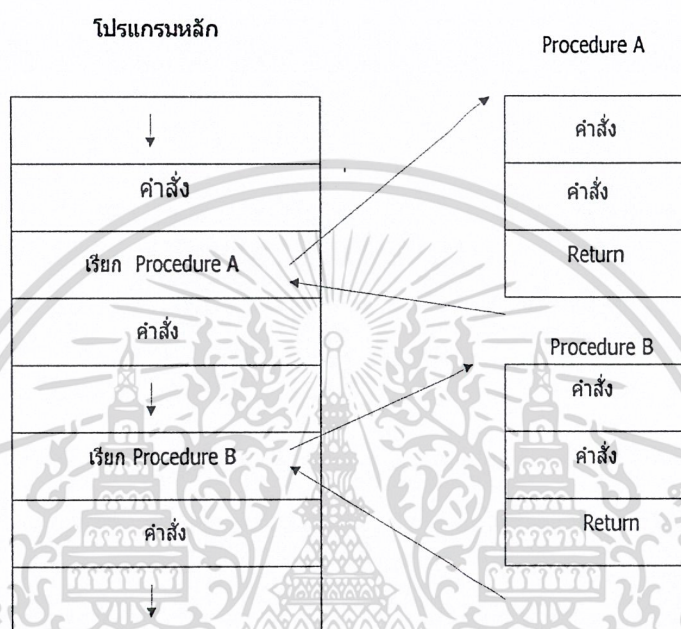 โปรแกรมหลัก
คำสั่ง
เรียก Procedure A
คำสั่ง
เรียก Procedure B
คำสั่ง
Procedure A
คำสั่ง
คำสั่ง
Return
Procedure B
คำสั่ง
คำสั่ง
Return